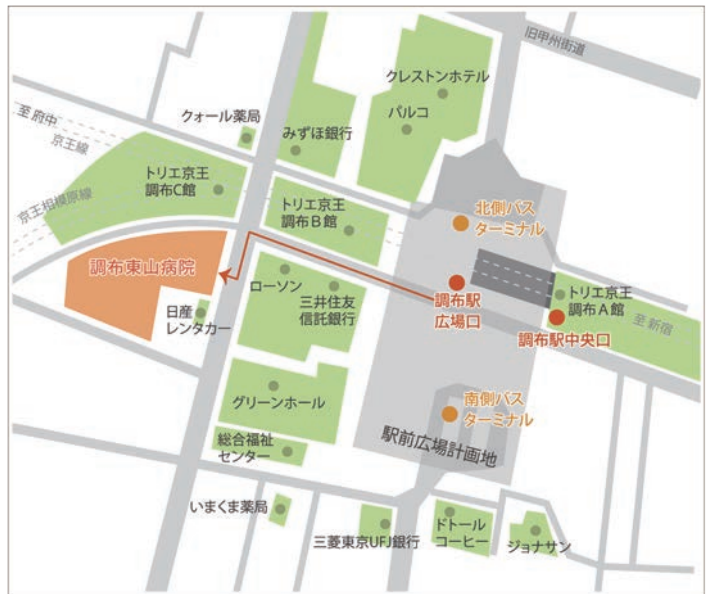 旧甲州街道
クレストンホテル
パルコ
クォール薬局
みずほ銀行
至 府中
京王線
京王相模原線
トリエ京王
調布C館
トリエ京王
調布B館
北側バス
ターミナル
調布東山病院
ローソン
三井住友
信託銀行
日産
レンタカー
調布駅
広場口
トリエ京王
調布A館
至 新宿
調布駅中央口
グリーンホール
南側バス
ターミナル
駅前広場計画地
総合福祉
センター
いまくま薬局
三菱東京UFJ銀行
ドトール
コーヒー
ジョナサン